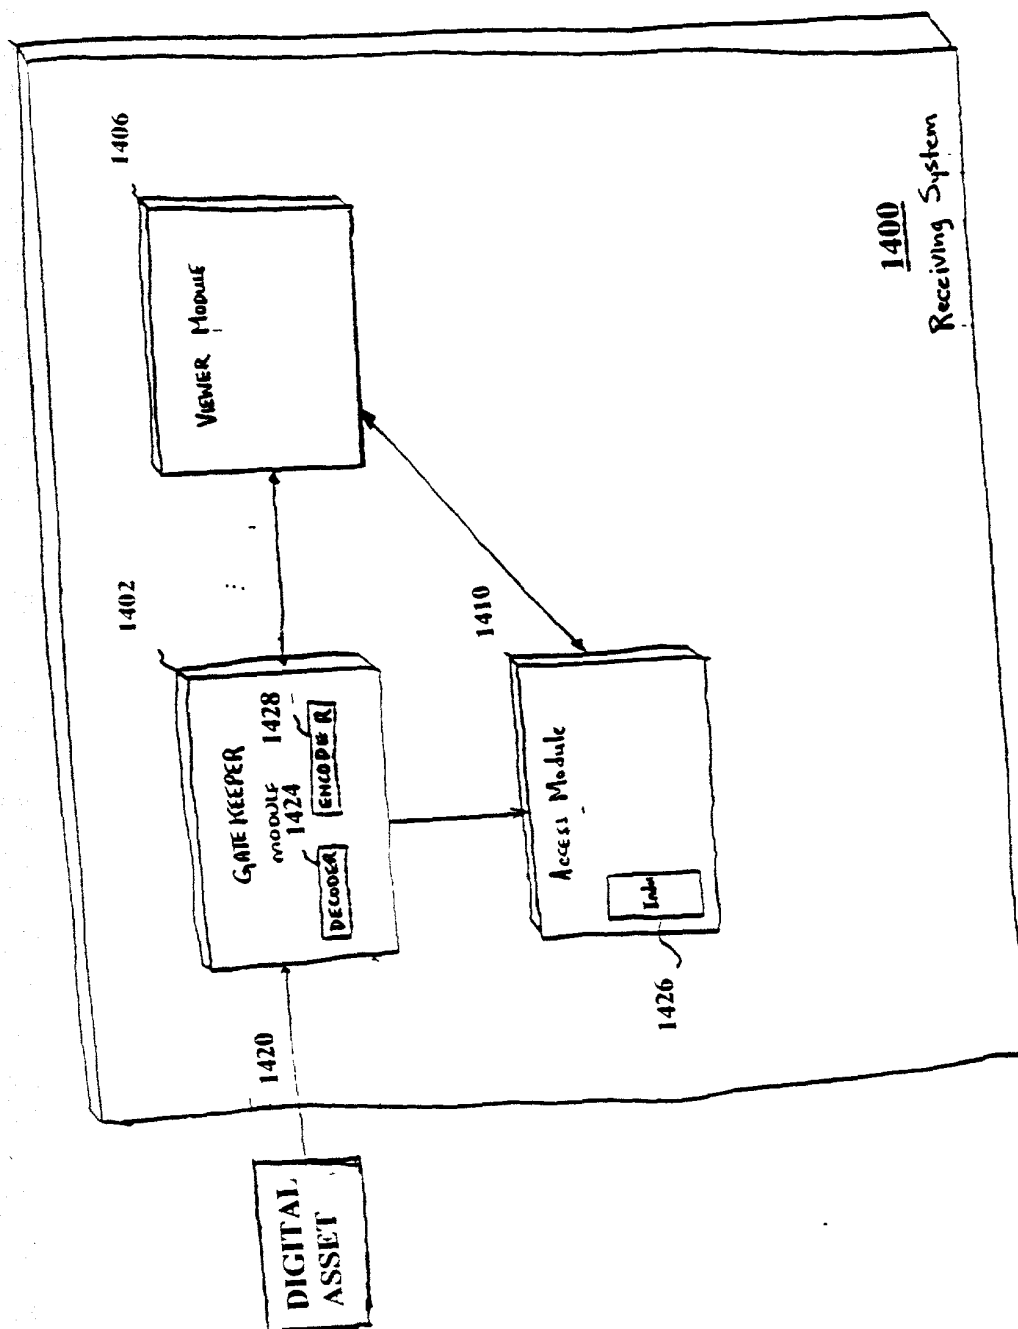 1406
VIEWER MODULE
1402
GATE KEEPER
MODULE
1424
1428
DECODER
ENCODER
1410
Access Module
1426
1420
DIGITAL
ASSET
1400
Receiving System